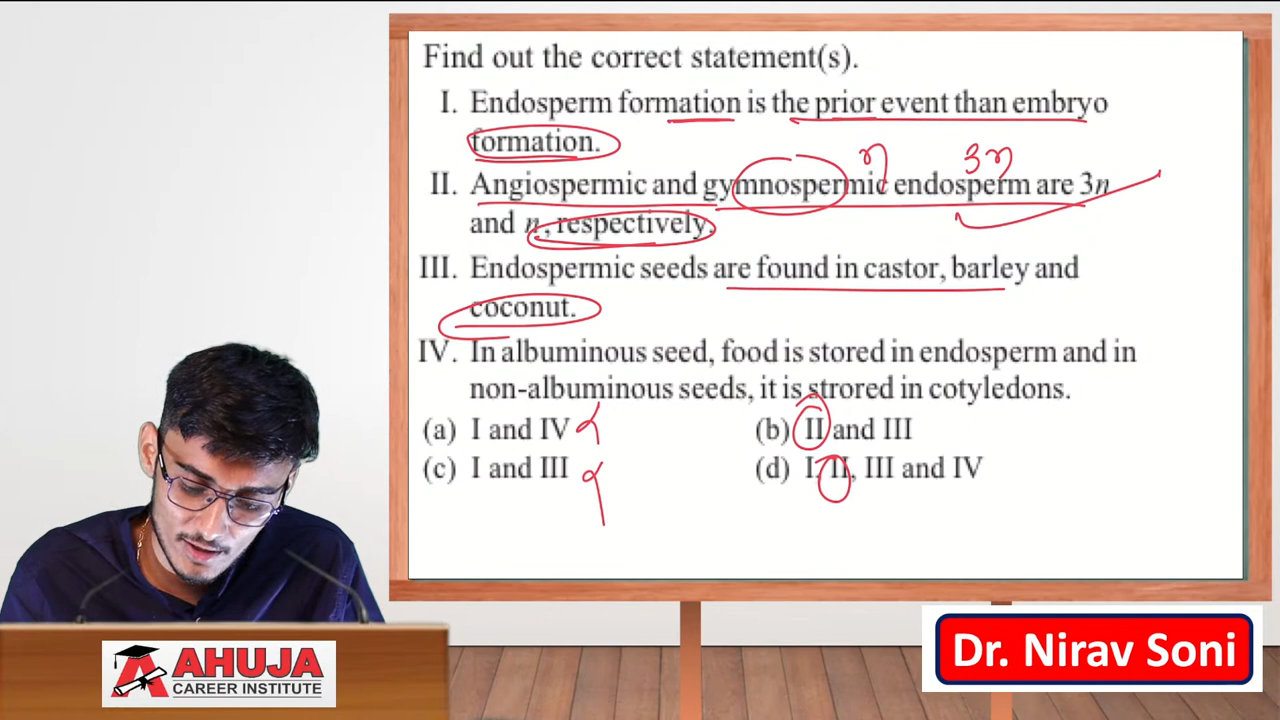 Find out the correct statement(s).
I. Endosperm formation is the prior event than embryo
formation.
η 3η
II. Angiospermic and gymnospermic endosperm are 3n
and n, respectively.
III. Endospermic seeds are found in castor, barley and
coconut.
IV. In albuminous seed, food is stored in endosperm and in
non-albuminous seeds, it is strored in cotyledons.
(a) I and IV (b) II and III
(c) I and III (d) I, II, III and IV
AHUJA
CAREER INSTITUTE
Dr. Nirav Soni